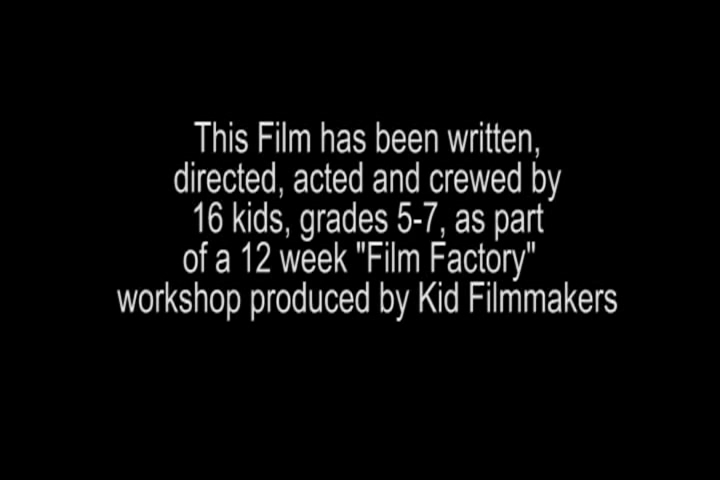 This Film has been written,
directed, acted and crewed by
16 kids, grades 5-7, as part
of a 12 week "Film Factory"
workshop produced by Kid Filmmakers